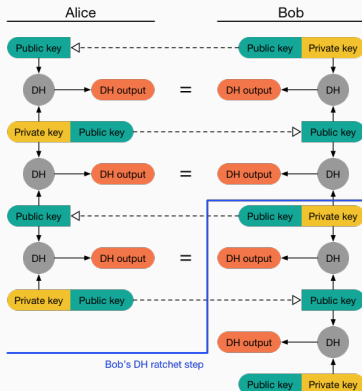 Alice Bob
Public key Public key Private key
DH DH output = DH output DH
Private key Public key Public key
DH DH output = DH output DH
Public key Public key Private key
DH DH output = DH output DH
Private key Public key Public key
DH output DH
Bob's DH ratchet step
Public key Private key